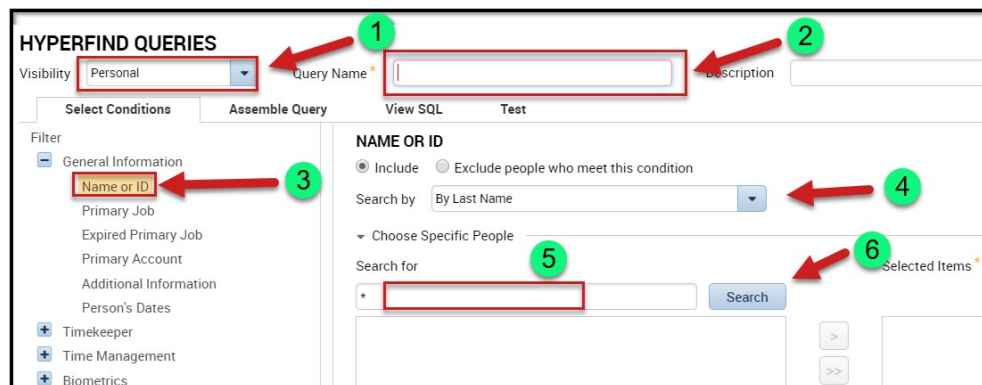 HYPERFIND QUERIES
1
2
Visibility Personal Query Name * Description
Select Conditions Assemble Query View SQL Test
Filter
General Information
Name or ID
3
Primary Job
Expired Primary Job
Primary Account
Additional Information
Person's Dates
Timekeeper
Time Management
Biometrics
NAME OR ID
Include Exclude people who meet this condition
Search by By Last Name
4
Choose Specific People
5
6
Search for
Selected Items *
* Search
>
>>